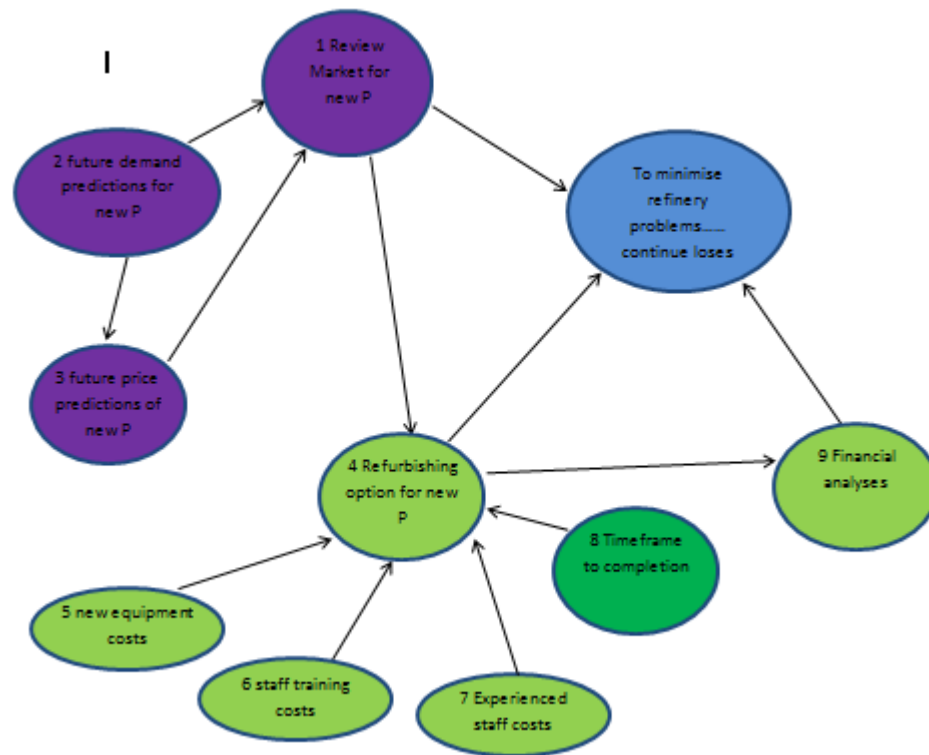 I
1 Review
Market for
new P
2 future demand
predictions for
new P
To minimise
refinery
problems......
continue loses
3 future price
predictions of
new P
4 Refurbishing
option for new
P
9 Financial
analyses
8 Timeframe
to completion
5 new equipment
costs
6 staff training
costs
7 Experienced
staff costs